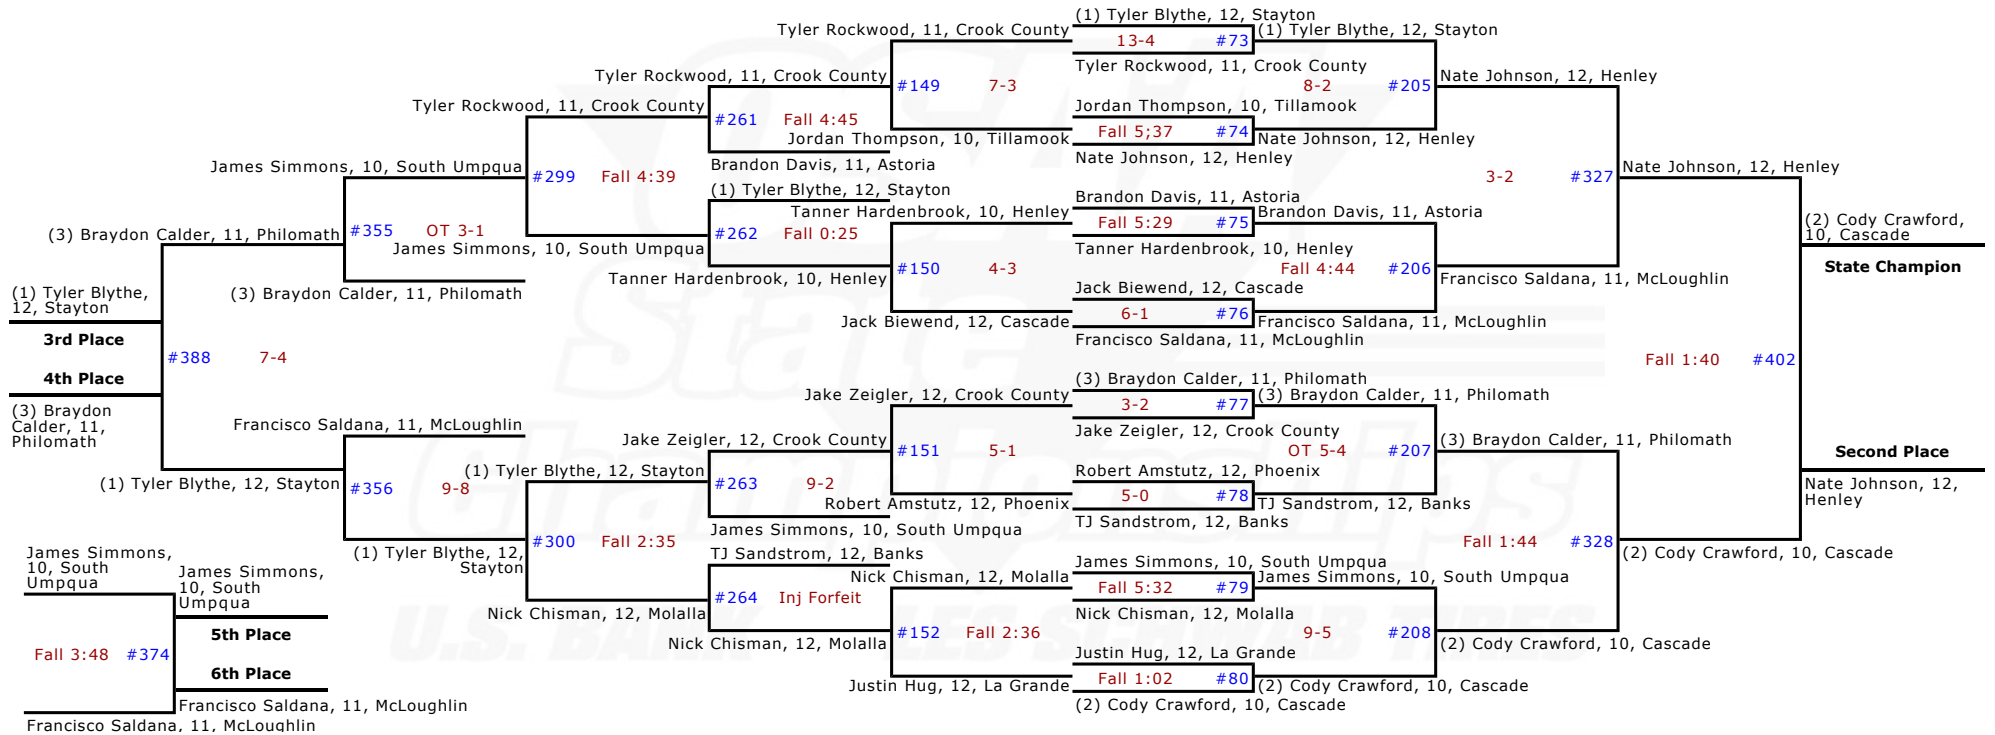 (1) Tyler Blythe, 12, Stayton
Tyler Rockwood, 11, Crook County
13-4 #73
(1) Tyler Blythe, 12, Stayton
Tyler Rockwood, 11, Crook County
Tyler Rockwood, 11, Crook County
#149 7-3
8-2 #205
Nate Johnson, 12, Henley
Tyler Rockwood, 11, Crook County
Jordan Thompson, 10, Tillamook
#261 Fall 4:45
Fall 5;37 #74
Jordan Thompson, 10, Tillamook
Nate Johnson, 12, Henley
Nate Johnson, 12, Henley
Brandon Davis, 11, Astoria
James Simmons, 10, South Umpqua
#299 Fall 4:39
3-2 #327
Nate Johnson, 12, Henley
(1) Tyler Blythe, 12, Stayton
Brandon Davis, 11, Astoria
Tanner Hardenbrook, 10, Henley
Fall 5:29 #75
Brandon Davis, 11, Astoria
(2) Cody Crawford,
10, Cascade
(3) Braydon Calder, 11, Philomath
#355 OT 3-1
#262 Fall 0:25
James Simmons, 10, South Umpqua
Tanner Hardenbrook, 10, Henley
State Champion
#150 4-3
Fall 4:44 #206
Tanner Hardenbrook, 10, Henley
Francisco Saldana, 11, McLoughlin
Jack Biewend, 12, Cascade
(3) Braydon Calder, 11, Philomath
(1) Tyler Blythe,
12, Stayton
6-1 #76
Jack Biewend, 12, Cascade
Francisco Saldana, 11, McLoughlin
3rd Place
Francisco Saldana, 11, McLoughlin
#388 7-4
Fall 1:40 #402
4th Place
(3) Braydon Calder, 11, Philomath
Jake Zeigler, 12, Crook County
3-2 #77
(3) Braydon Calder, 11, Philomath
(3) Braydon
Calder, 11,
Philomath
Francisco Saldana, 11, McLoughlin
Jake Zeigler, 12, Crook County
Jake Zeigler, 12, Crook County
#151 5-1
OT 5-4 #207
(3) Braydon Calder, 11, Philomath
Second Place
(1) Tyler Blythe, 12, Stayton
Robert Amstutz, 12, Phoenix
(1) Tyler Blythe, 12, Stayton
#356 9-8
#263 9-2
5-0 #78
Nate Johnson, 12,
Henley
Robert Amstutz, 12, Phoenix
TJ Sandstrom, 12, Banks
TJ Sandstrom, 12, Banks
James Simmons, 10, South Umpqua
#300 Fall 2:35
Fall 1:44 #328
(1) Tyler Blythe, 12,
Stayton
TJ Sandstrom, 12, Banks
(2) Cody Crawford, 10, Cascade
James Simmons,
10, South
Umpqua
James Simmons,
10, South
Umpqua
James Simmons, 10, South Umpqua
Nick Chisman, 12, Molalla
Fall 5:32 #79
James Simmons, 10, South Umpqua
#264 Inj Forfeit
Nick Chisman, 12, Molalla
Nick Chisman, 12, Molalla
5th Place
#152 Fall 2:36
9-5 #208
Nick Chisman, 12, Molalla
(2) Cody Crawford, 10, Cascade
Fall 3:48 #374
Justin Hug, 12, La Grande
6th Place
Fall 1:02 #80
Justin Hug, 12, La Grande
(2) Cody Crawford, 10, Cascade
Francisco Saldana, 11, McLoughlin
(2) Cody Crawford, 10, Cascade
Francisco Saldana, 11, McLoughlin
OSAA
State
Championships
U.S. BANK LES SCHWAB TIRES